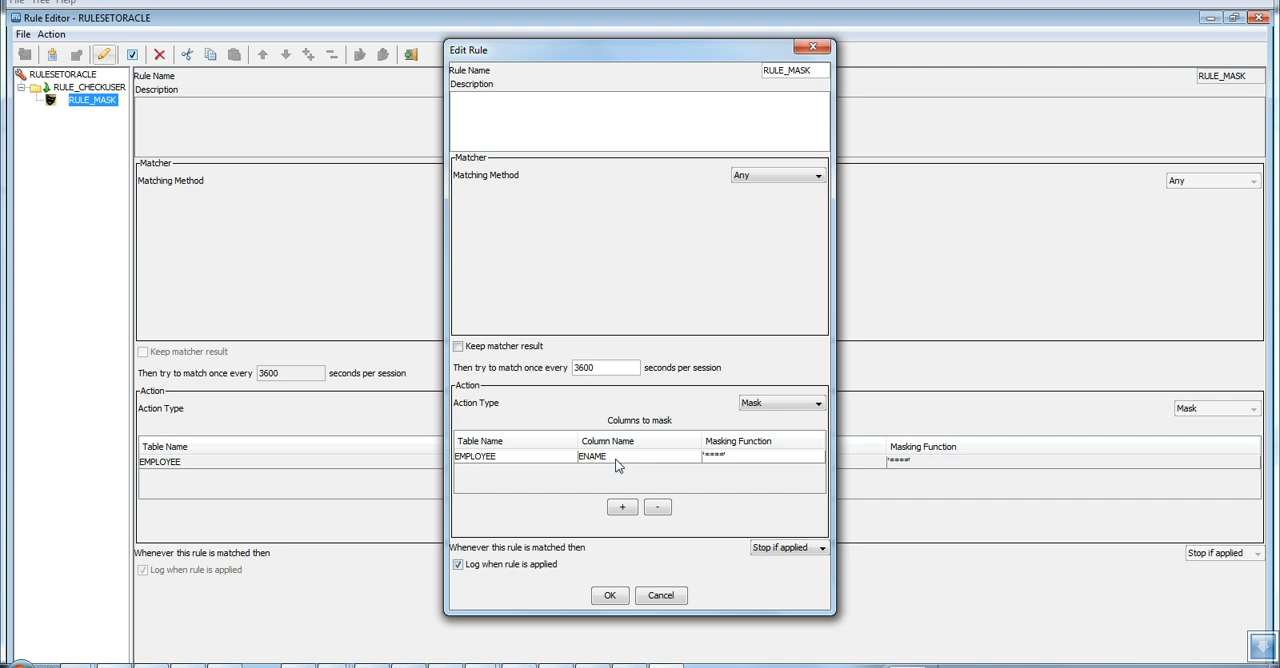 File Tree Help
Rule Editor - RULESETORACLE
File Action
RULESETORACLE
RULE_CHECKUSER
RULE_MASK
Rule Name
RULE_MASK
Description
Matcher
Matching Method
Any
Keep matcher result
Then try to match once every 3600 seconds per session
Action
Action Type
Mask
Table Name
Masking Function
EMPLOYEE
'****'
Whenever this rule is matched then
Stop if applied
Log when rule is applied
Edit Rule
Rule Name
RULE_MASK
Description
Matcher
Matching Method
Any
Keep matcher result
Then try to match once every 3600 seconds per session
Action
Action Type
Mask
Columns to mask
Table Name Column Name Masking Function
EMPLOYEE ENAME '****'
+ -
Whenever this rule is matched then
Stop if applied
Log when rule is applied
OK Cancel